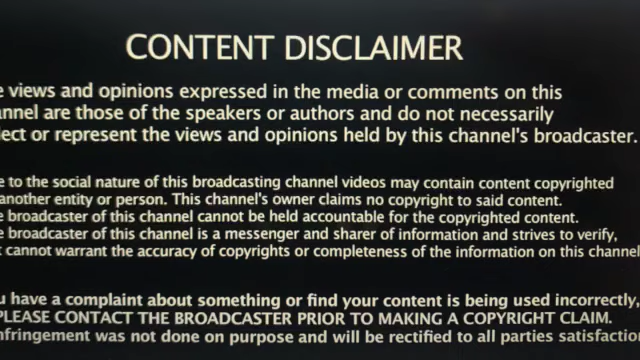 CONTENT DISCLAIMER
e views and opinions expressed in the media or comments on this
nnel are those of the speakers or authors and do not necessarily
lect or represent the views and opinions held by this channel's broadcaster.
e to the social nature of this broadcasting channel videos may contain content copyrighted
another entity or person. This channel's owner claims no copyright to said content.
e broadcaster of this channel cannot be held accountable for the copyrighted content.
e broadcaster of this channel is a messenger and sharer of information and strives to verify,
t cannot warrant the accuracy of copyrights or completeness of the information on this channel
u have a complaint about something or find your content is being used incorrectly,
PLEASE CONTACT THE BROADCASTER PRIOR TO MAKING A COPYRIGHT CLAIM.
nfringement was not done on purpose and will be rectified to all parties satisfactio